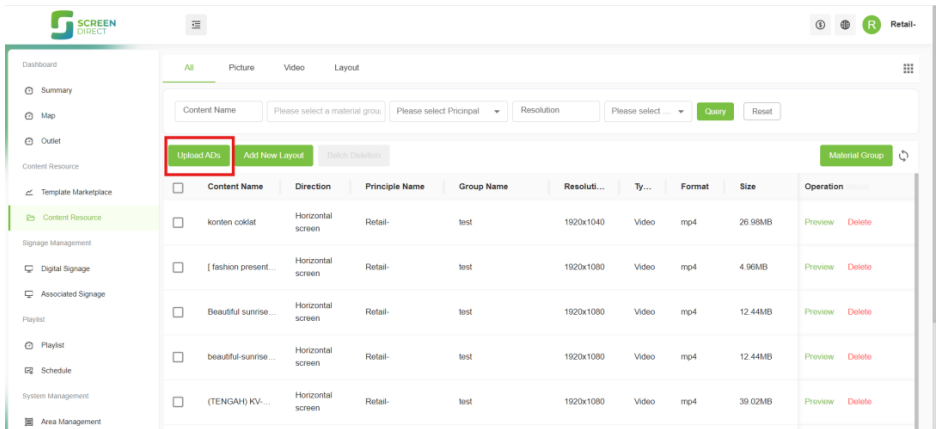 SCREEN
DIRECT
R Retail-
Dashboard
Summary
Map
Outlet
Content Resource
Template Marketplace
Content Resource
Signage Management
Digital Signage
Associated Signage
Playlist
Playlist
Schedule
System Management
Area Management
All Picture Video Layout
Content Name Please select a material grou Please select Pricinpal Resolution Please select ... Query Reset
Upload ADs Add New Layout Batch Deletion Material Group
Content Name Direction Principle Name Group Name Resoluti... Ty... Format Size Operation
konten coklat Horizontal screen Retail- test 1920x1040 Video mp4 26.98MB Preview Delete
[ fashion present... Horizontal screen Retail- test 1920x1080 Video mp4 4.96MB Preview Delete
Beautiful sunrise... Horizontal screen Retail- test 1920x1080 Video mp4 12.44MB Preview Delete
beautiful-sunrise... Horizontal screen Retail- test 1920x1080 Video mp4 12.44MB Preview Delete
(TENGAH) KV-... Horizontal screen Retail- test 1920x1080 Video mp4 39.02MB Preview Delete